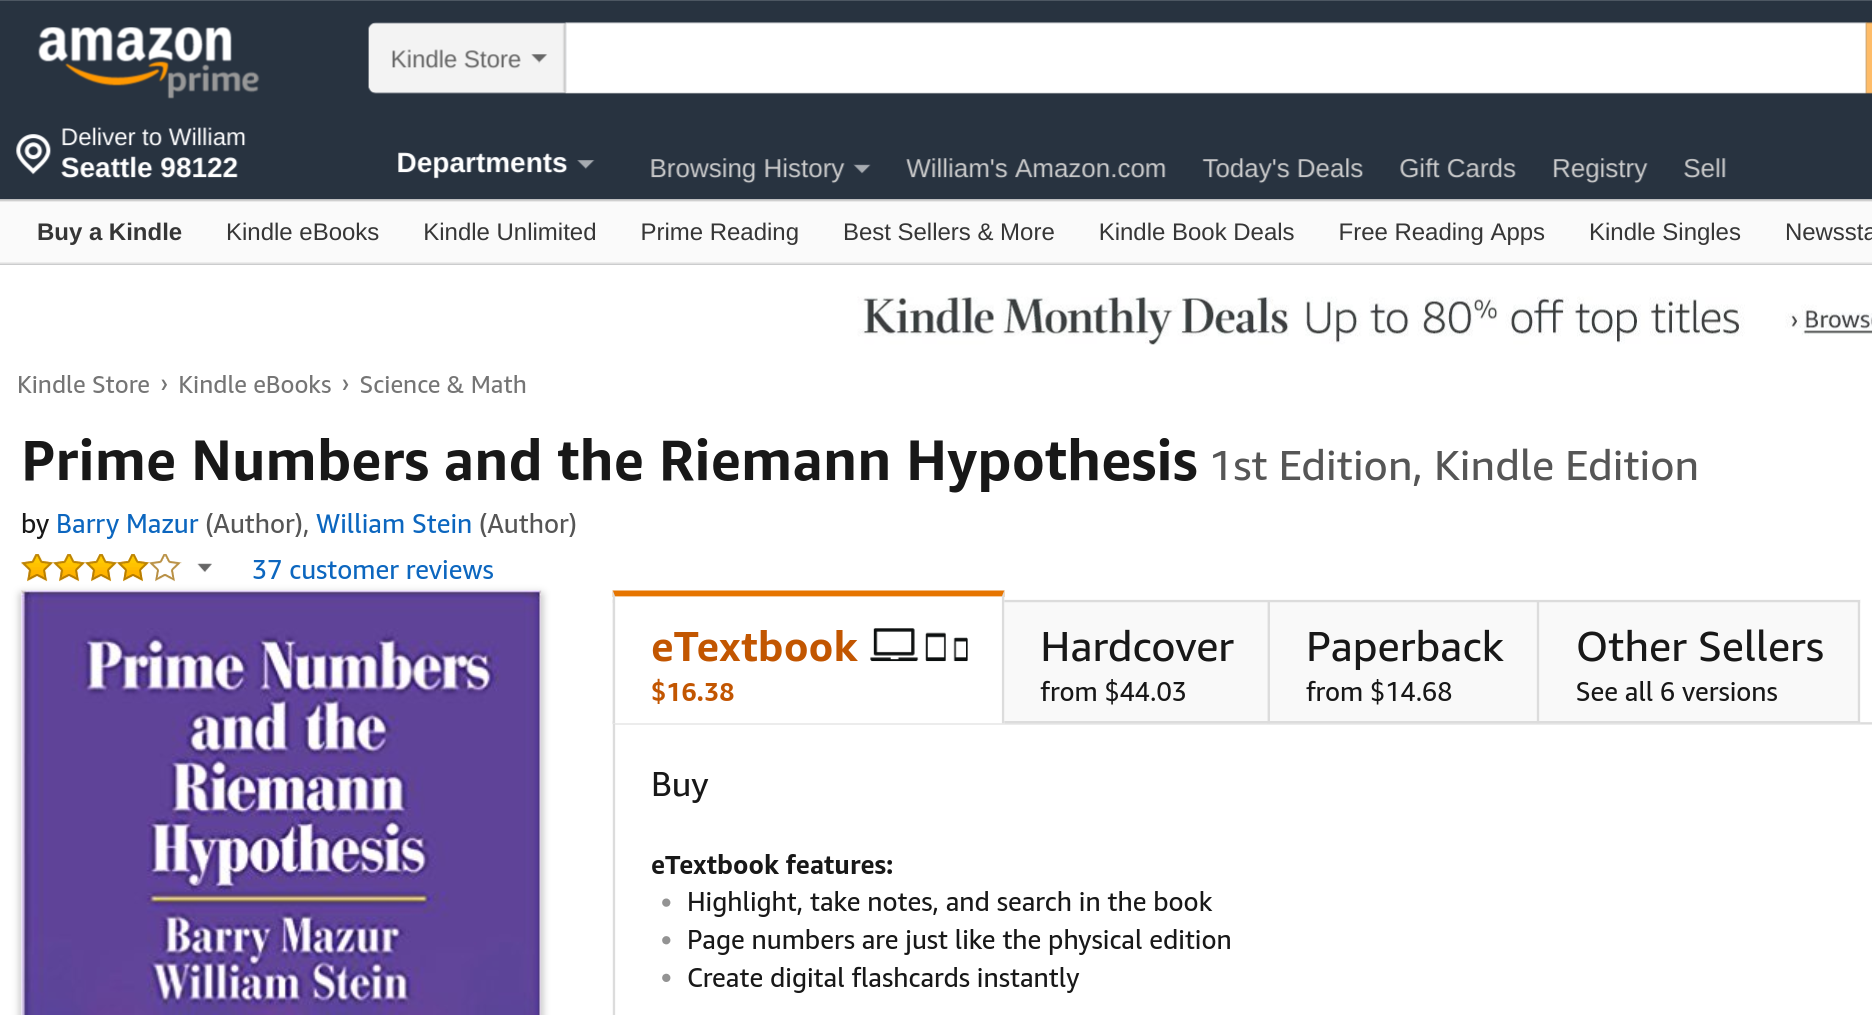 amazon
prime
Kindle Store
Deliver to William
Seattle 98122
Departments
Browsing History
William's Amazon.com
Today's Deals
Gift Cards
Registry
Sell
Buy a Kindle
Kindle eBooks
Kindle Unlimited
Prime Reading
Best Sellers & More
Kindle Book Deals
Free Reading Apps
Kindle Singles
Kindle Monthly Deals Up to 80% off top titles
Kindle Store › Kindle eBooks › Science & Math
Prime Numbers and the Riemann Hypothesis 1st Edition, Kindle Edition
by Barry Mazur (Author), William Stein (Author)
37 customer reviews
Prime Numbers
and the
Riemann
Hypothesis
Barry Mazur
William Stein
eTextbook
$16.38
Hardcover
from $44.03
Paperback
from $14.68
Other Sellers
See all 6 versions
Buy
eTextbook features:
• Highlight, take notes, and search in the book
• Page numbers are just like the physical edition
• Create digital flashcards instantly